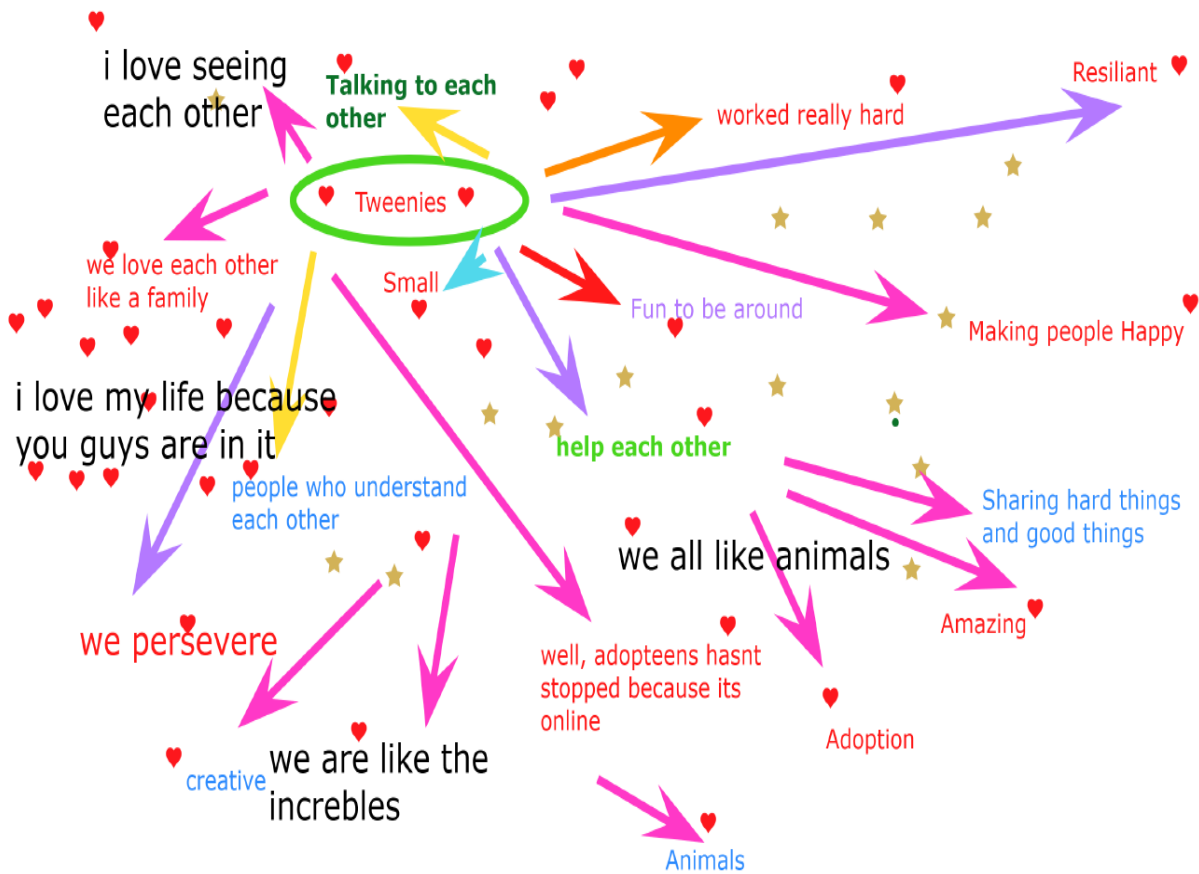 i love seeing
each other
Talking to each
other
worked really hard
Resiliant
Tweenies
we love each other
like a family
Small
Fun to be around
Making people Happy
i love my life because
you guys are in it
help each other
people who understand
each other
Sharing hard things
and good things
we all like animals
Amazing
we persevere
well, adopteens hasnt
stopped because its
online
Adoption
creative
we are like the
increbles
Animals